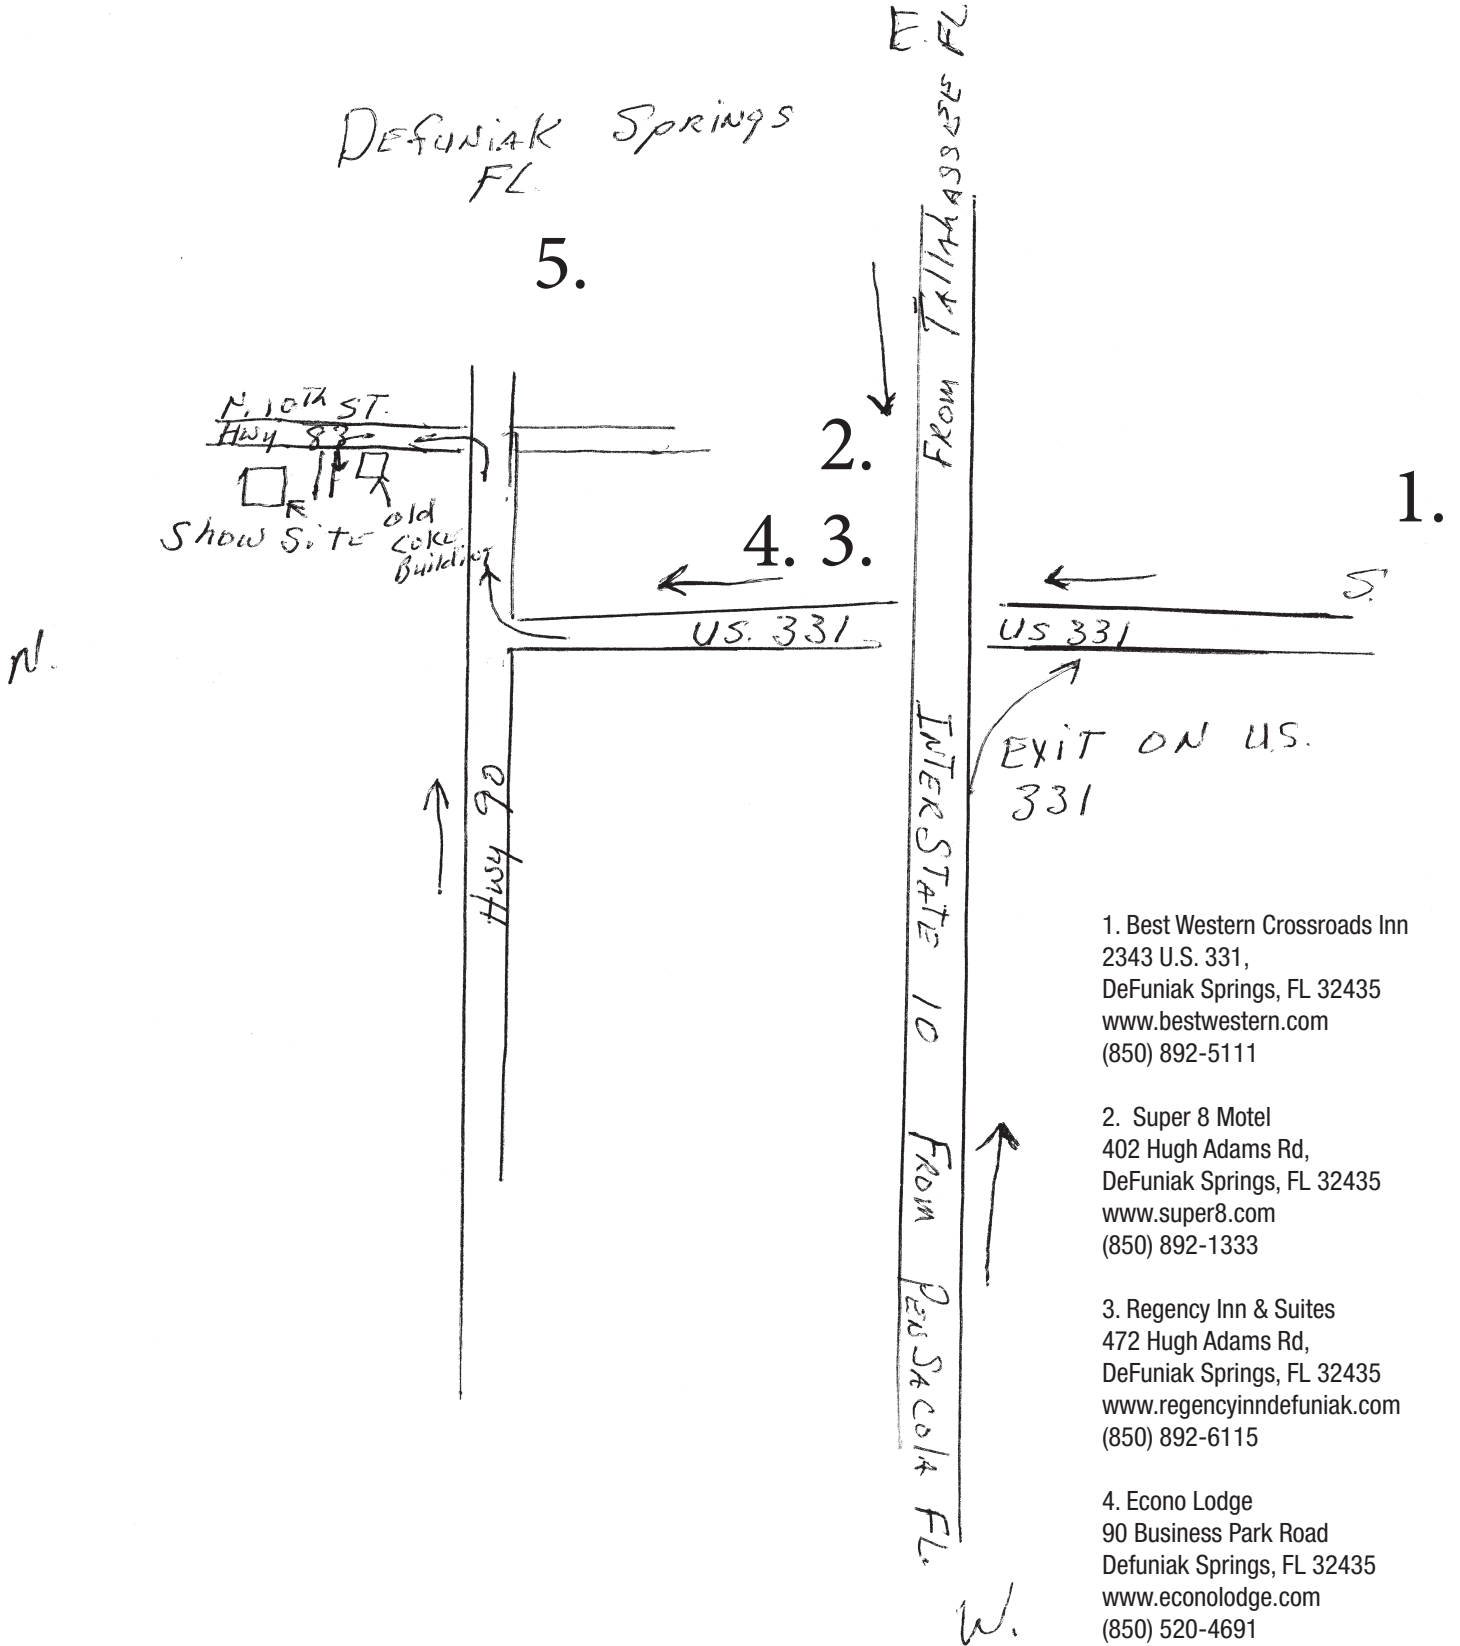 E.
DEFUNIAK SPRINGS
FL.
5.
FROM TALLAHASSEE FL
N. 10Th ST.
Hwy 83
2.
1.
Show Site
old
Coke
Building
4. 3.
S.
US. 331
US 331
N.
EXIT ON U.S.
331
Hwy 90
INTERSTATE 10 FROM PENSACOLA FL.
W.
1. Best Western Crossroads Inn
2343 U.S. 331,
DeFuniak Springs, FL 32435
www.bestwestern.com
(850) 892-5111
2. Super 8 Motel
402 Hugh Adams Rd,
DeFuniak Springs, FL 32435
www.super8.com
(850) 892-1333
3. Regency Inn & Suites
472 Hugh Adams Rd,
DeFuniak Springs, FL 32435
www.regencyinndefuniak.com
(850) 892-6115
4. Econo Lodge
90 Business Park Road
Defuniak Springs, FL 32435
www.econolodge.com
(850) 520-4691